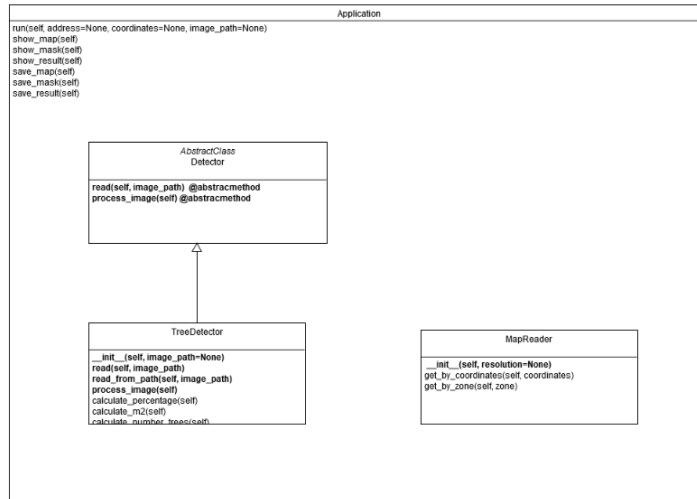 Application
run(self, address=None, coordinates=None, image_path=None)
show_map(self)
show_mask(self)
show_result(self)
save_map(self)
save_mask(self)
save_result(self)
AbstractClass
Detector
read(self, image_path) @abstracmethod
process_image(self) @abstracmethod
TreeDetector
__init__(self, image_path=None)
read(self, image_path)
read_from_path(self, image_path)
process_image(self)
calculate_percentage(self)
calculate_m2(self)
calculate_number_trees(self)
MapReader
__init__(self, resolution=None)
get_by_coordinates(self, coordinates)
get_by_zone(self, zone)